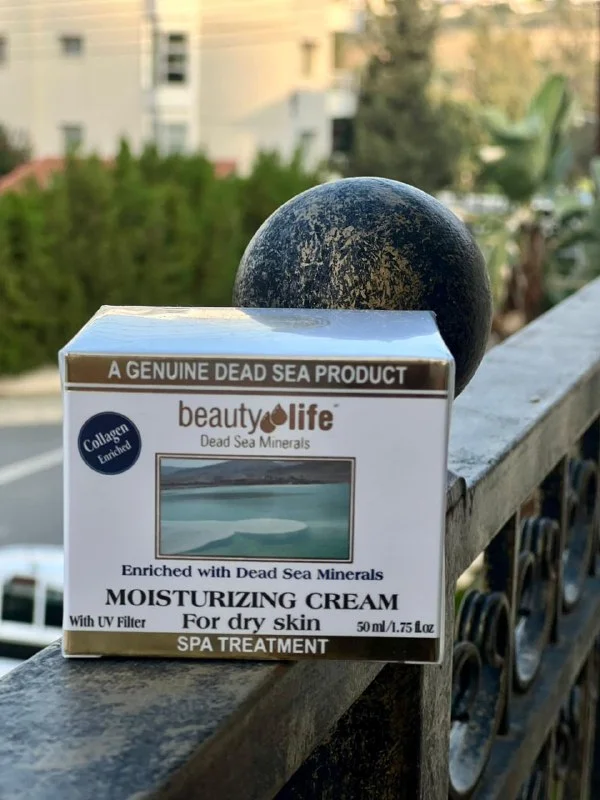 A GENUINE DEAD SEA PRODUCT
beauty life
Dead Sea Minerals
Collagen
Enriched
Enriched with Dead Sea Minerals
MOISTURIZING CREAM
With UV Filter
For dry skin
50 ml/1.75 fl.oz
SPA TREATMENT